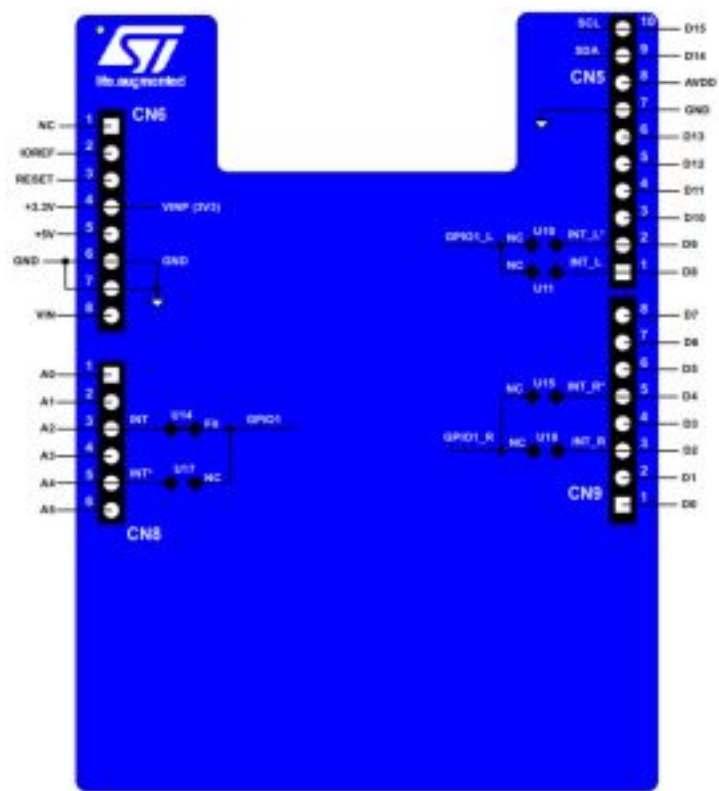 life.augmented
CN6
NC 1
IOREF 2
RESET 3
+3.3V 4 VINP (3V3)
+5V 5
GND 6 GND
7
VIN 8
A0 1
A1 2
A2 3 INT U14 Fit GPIO1
A3 4
A4 5 INT* U17 NC
A5 6
CN8
SCL 10 D15
SDA 9 D14
CN5
8 AVDD
7 GND
6 D13
5 D12
4 D11
3 D10
GPIO1_L NC U10 INT_L* 2 D9
NC U11 INT_L 1 D8
8 D7
7 D6
6 D5
NC U15 INT_R* 5 D4
4 D3
GPIO1_R NC U18 INT_R 3 D2
2 D1
CN9
1 D0